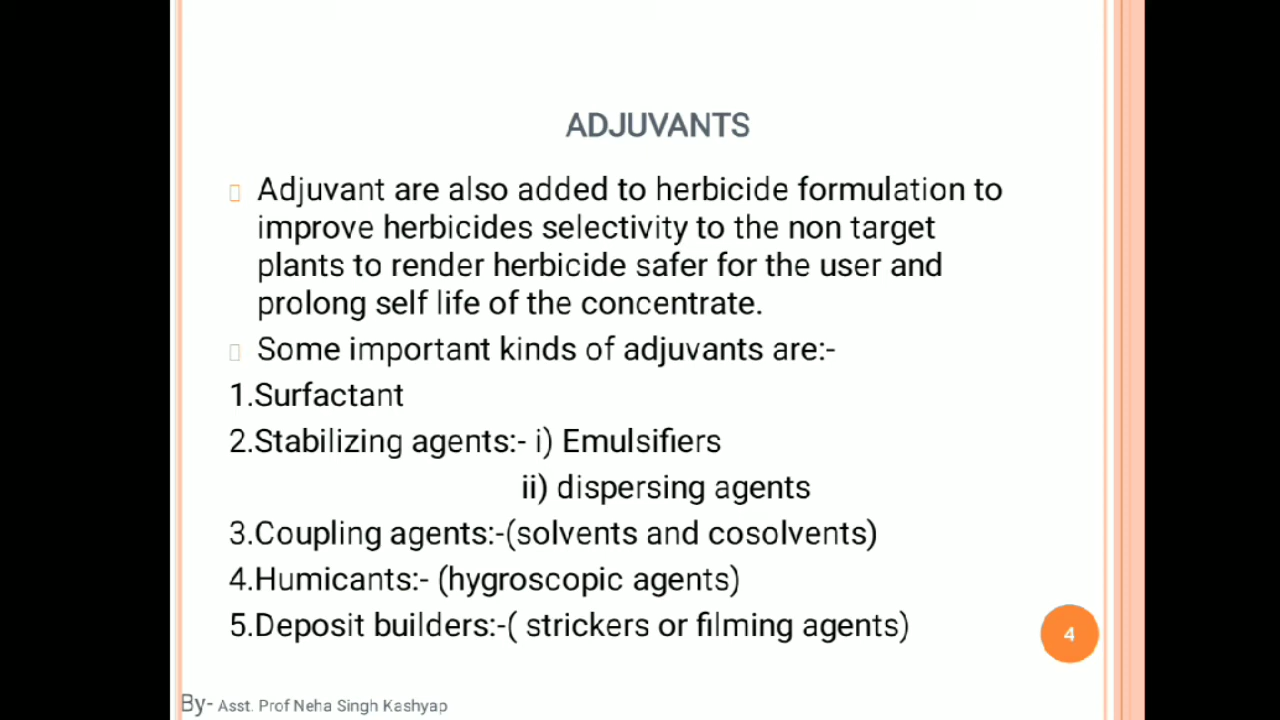 ADJUVANTS
Adjuvant are also added to herbicide formulation to
improve herbicides selectivity to the non target
plants to render herbicide safer for the user and
prolong self life of the concentrate.
Some important kinds of adjuvants are:-
1.Surfactant
2.Stabilizing agents:- i) Emulsifiers
ii) dispersing agents
3.Coupling agents:-(solvents and cosolvents)
4.Humicants:- (hygroscopic agents)
5.Deposit builders:-( strickers or filming agents)
4
By- Asst. Prof Neha Singh Kashyap